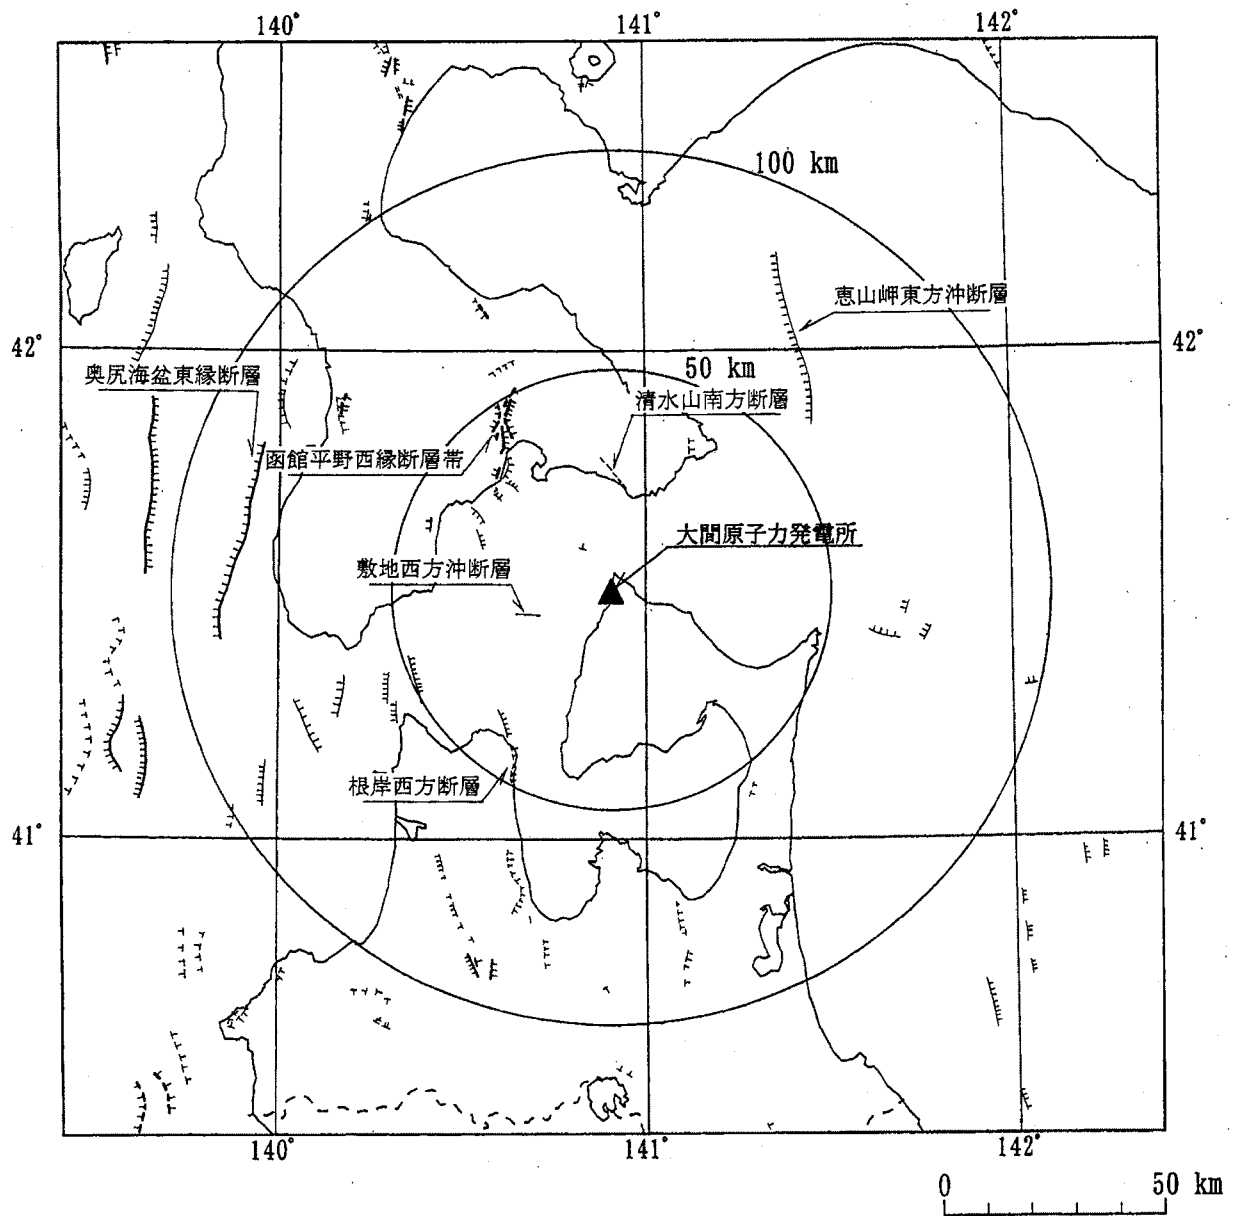 140° 141° 142°
100 km
恵山岬東方沖断層
42° 42°
50 km
奥尻海盆東縁断層
清水山南方断層
函館平野西縁断層帯
大間原子力発電所
敷地西方沖断層
根岸西方断層
41° 41°
140° 141° 142°
0 50 km